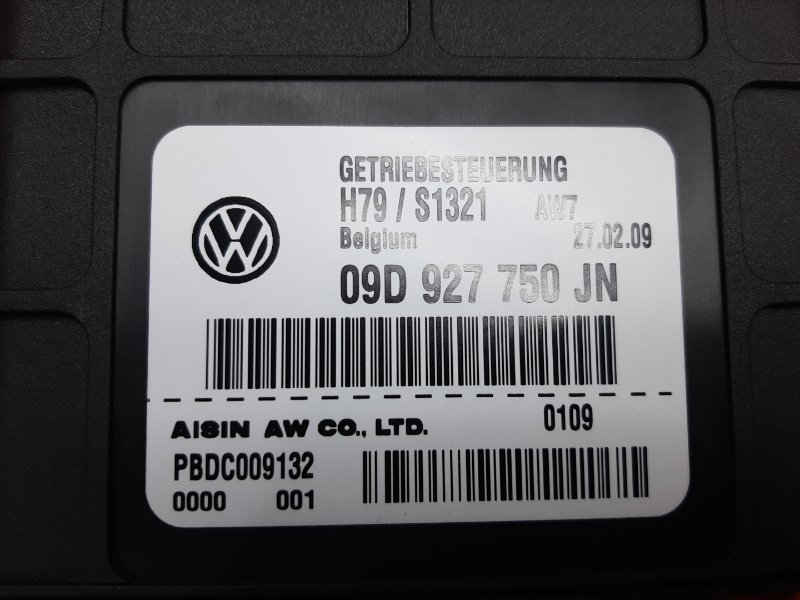 GETRIEBESTEUERUNG
H79 / S1321 AW7
Belgium 27.02.09
09D 927 750 JN
AISIN AW CO., LTD. 0109
PBDC009132
0000 001